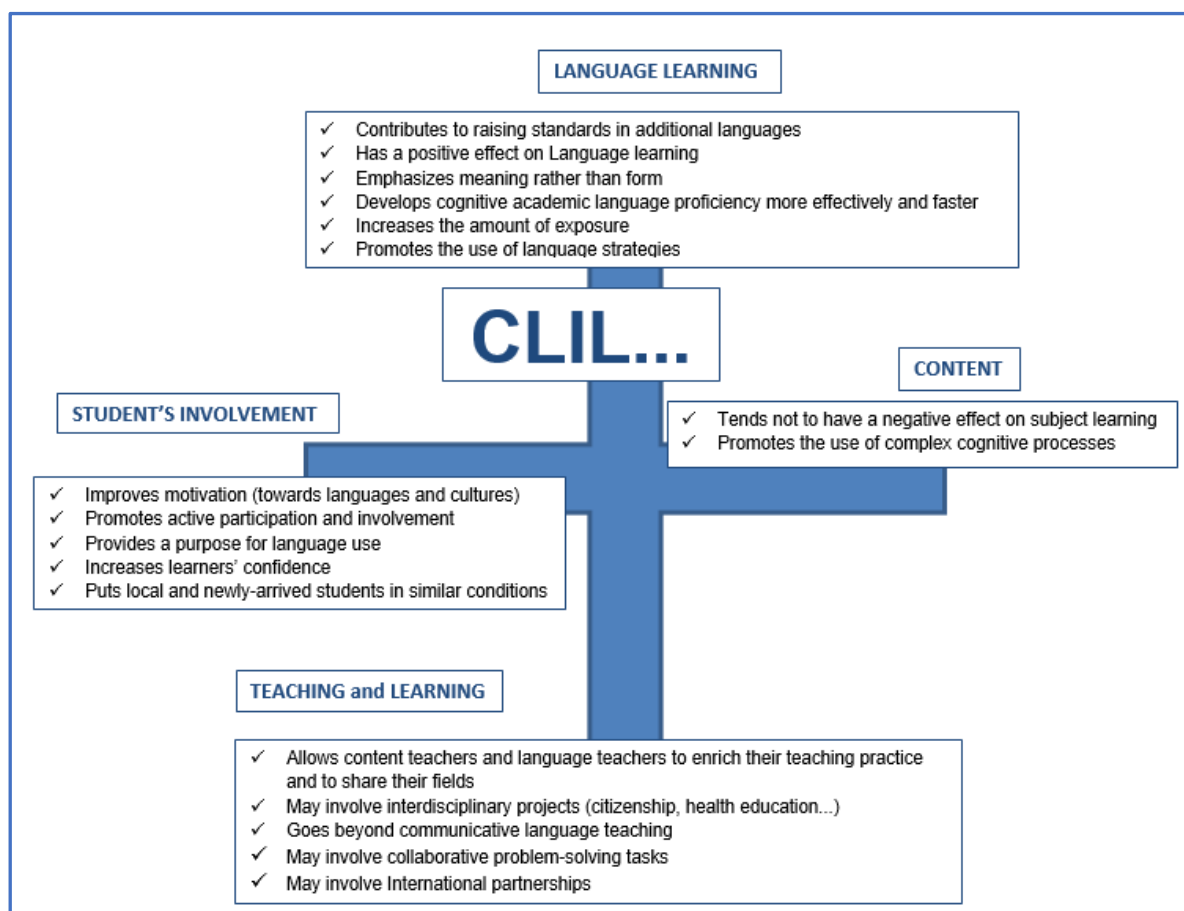 LANGUAGE LEARNING
✓ Contributes to raising standards in additional languages
✓ Has a positive effect on Language learning
✓ Emphasizes meaning rather than form
✓ Develops cognitive academic language proficiency more effectively and faster
✓ Increases the amount of exposure
✓ Promotes the use of language strategies
CLIL...
CONTENT
✓ Tends not to have a negative effect on subject learning
✓ Promotes the use of complex cognitive processes
STUDENT'S INVOLVEMENT
✓ Improves motivation (towards languages and cultures)
✓ Promotes active participation and involvement
✓ Provides a purpose for language use
✓ Increases learners' confidence
✓ Puts local and newly-arrived students in similar conditions
TEACHING and LEARNING
✓ Allows content teachers and language teachers to enrich their teaching practice
and to share their fields
✓ May involve interdisciplinary projects (citizenship, health education...)
✓ Goes beyond communicative language teaching
✓ May involve collaborative problem-solving tasks
✓ May involve International partnerships